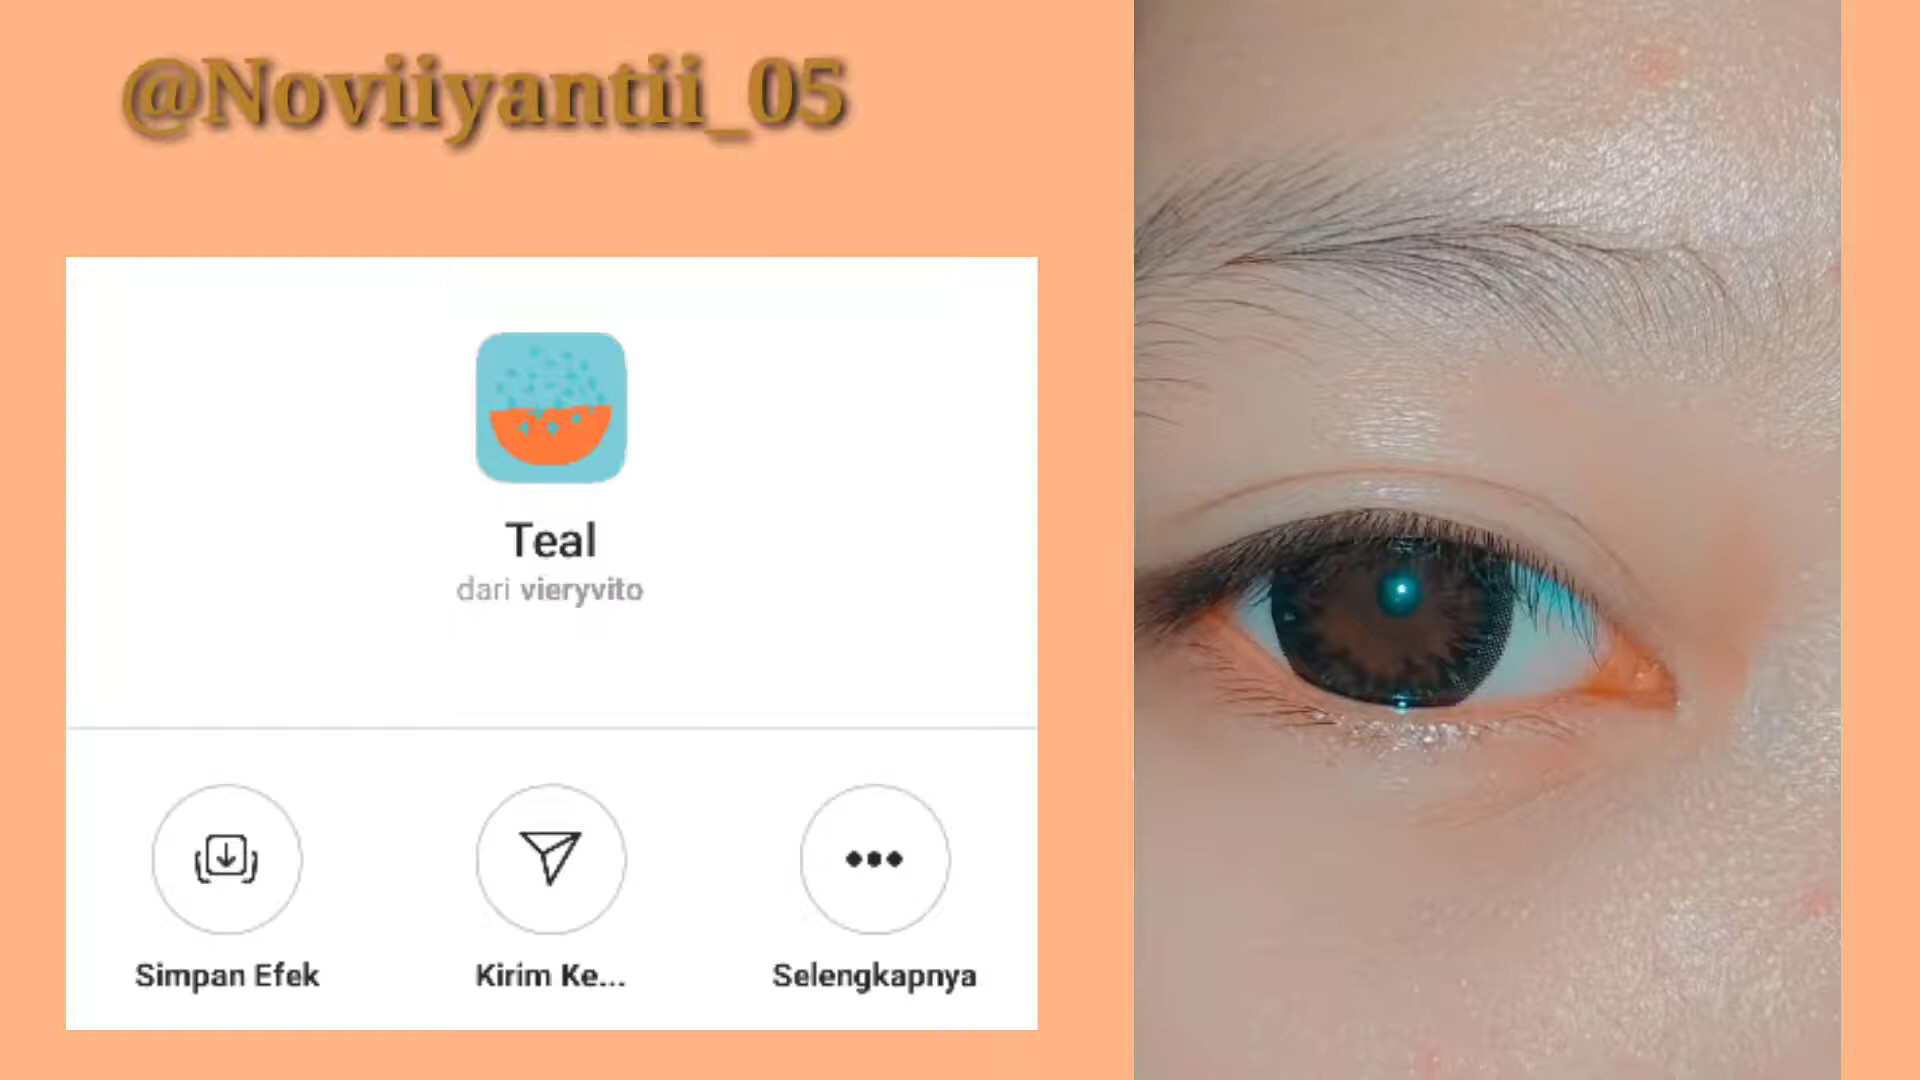 @Noviiyantii_05
Teal
dari vieryvito
Simpan Efek
Kirim Ke...
Selengkapnya